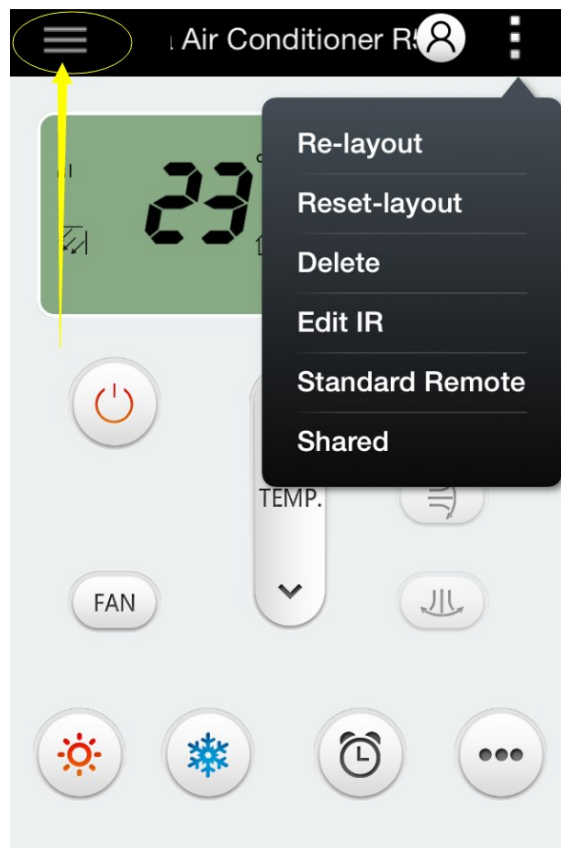 Air Conditioner
Re-layout
Reset-layout
Delete
Edit IR
Standard Remote
Shared
23
TEMP.
FAN